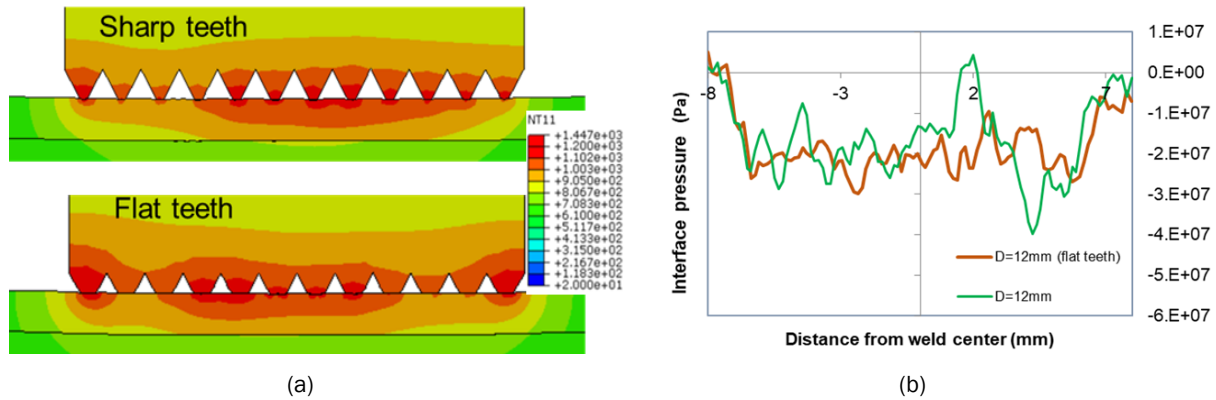 Sharp teeth
NT11
+1.447e+03
+1.200e+03
+1.102e+03
+1.003e+03
+9.050e+02
+8.067e+02
+7.083e+02
+6.100e+02
+5.117e+02
+4.133e+02
+3.150e+02
+2.167e+02
+1.183e+02
+2.000e+01
Flat teeth
(a)
1.E+07
0.E+00
-1.E+07
-2.E+07
-3.E+07
-4.E+07
-5.E+07
-6.E+07
-8
-3
2
7
Interface pressure (Pa)
D=12mm (flat teeth)
D=12mm
Distance from weld center (mm)
(b)